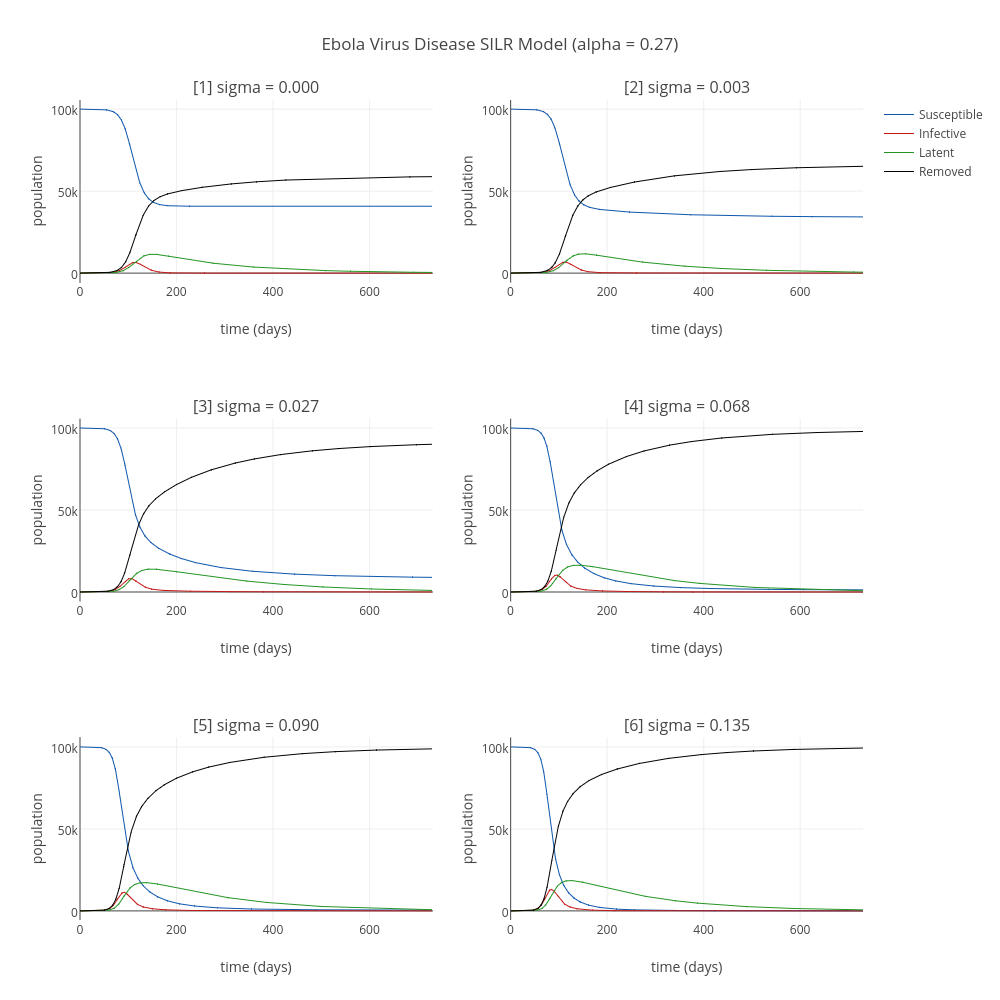 Ebola Virus Disease SILR Model (alpha = 0.27)
[1] sigma = 0.000
[2] sigma = 0.003
100k
50k
0
population
0 200 400 600
time (days)
100k
50k
0
population
0 200 400 600
time (days)
Susceptible
Infective
Latent
Removed
[3] sigma = 0.027
[4] sigma = 0.068
100k
50k
0
population
0 200 400 600
time (days)
100k
50k
0
population
0 200 400 600
time (days)
[5] sigma = 0.090
[6] sigma = 0.135
100k
50k
0
population
0 200 400 600
time (days)
100k
50k
0
population
0 200 400 600
time (days)